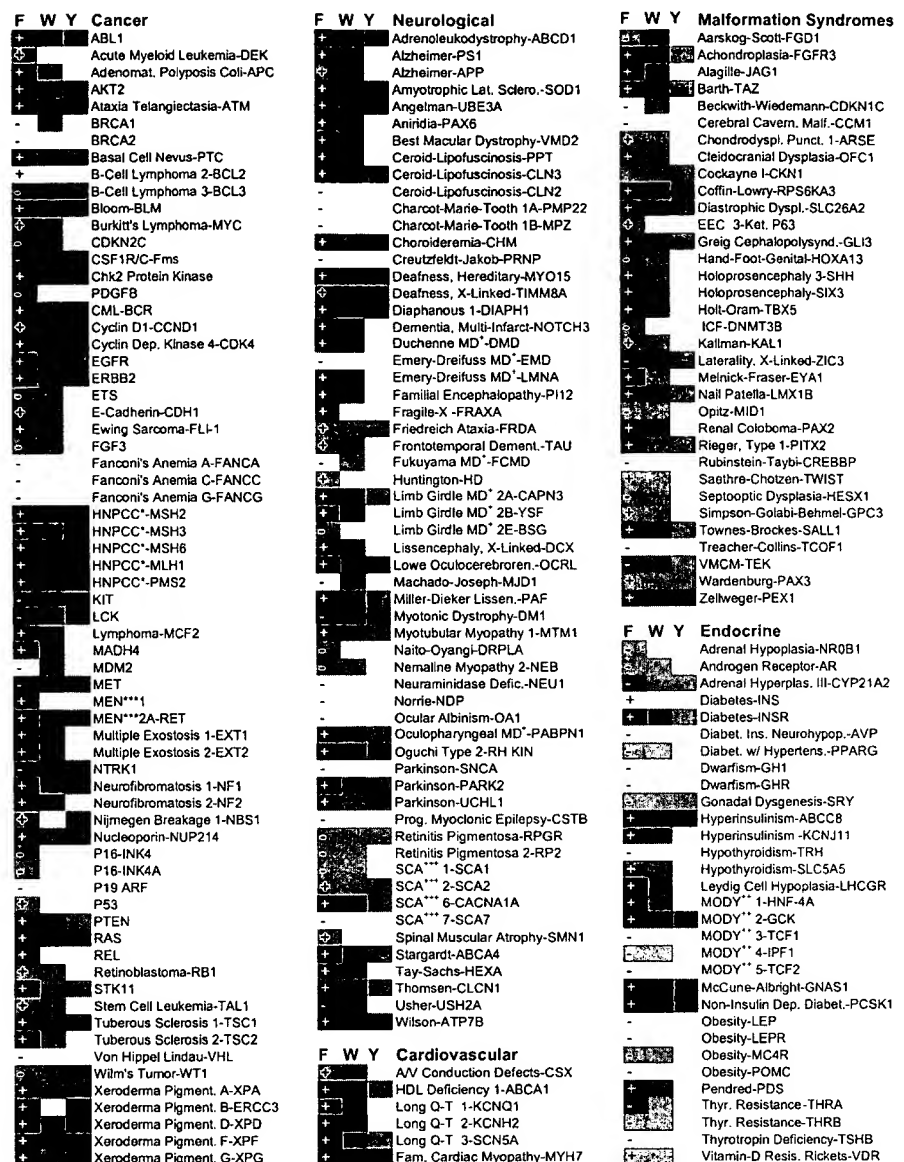 F W Y Cancer
+ ABL1
Acute Myeloid Leukemia-DEK
+ Adenomat. Polyposis Coli-APC
+ AKT2
+ Ataxia Telangiectasia-ATM
- BRCA1
- BRCA2
+ Basal Cell Nevus-PTC
+ B-Cell Lymphoma 2-BCL2
B-Cell Lymphoma 3-BCL3
+ Bloom-BLM
Burkitt's Lymphoma-MYC
CDKN2C
- CSF1R/C-Fms
+ Chk2 Protein Kinase
PDGFB
+ CML-BCR
Cyclin D1-CCND1
+ Cyclin Dep. Kinase 4-CDK4
+ EGFR
+ ERBB2
ETS
E-Cadherin-CDH1
+ Ewing Sarcoma-FLI-1
FGF3
- Fanconi's Anemia A-FANCA
- Fanconi's Anemia C-FANCC
- Fanconi's Anemia G-FANCG
+ HNPCC*-MSH2
+ HNPCC*-MSH3
+ HNPCC*-MSH6
+ HNPCC*-MLH1
+ HNPCC*-PMS2
- KIT
LCK
+ Lymphoma-MCF2
+ MADH4
- MDM2
- MET
+ MEN***1
+ MEN***2A-RET
+ Multiple Exostosis 1-EXT1
+ Multiple Exostosis 2-EXT2
- NTRK1
+ Neurofibromatosis 1-NF1
+ Neurofibromatosis 2-NF2
Nijmegen Breakage 1-NBS1
+ Nucleoporin-NUP214
P16-INK4
P16-INK4A
- P19 ARF
P53
+ PTEN
+ RAS
+ REL
Retinoblastoma-RB1
+ STK11
Stem Cell Leukemia-TAL1
+ Tuberous Sclerosis 1-TSC1
+ Tuberous Sclerosis 2-TSC2
- Von Hippel Lindau-VHL
Wilm's Tumor-WT1
+ Xeroderma Pigment. A-XPA
+ Xeroderma Pigment. B-ERCC3
+ Xeroderma Pigment. D-XPD
+ Xeroderma Pigment. F-XPF
+ Xeroderma Pigment. G-XPG
F W Y Neurological
+ Adrenoleukodystrophy-ABCD1
+ Alzheimer-PS1
Alzheimer-APP
+ Amyotrophic Lat. Sclero.-SOD1
+ Angelman-UBE3A
+ Aniridia-PAX6
+ Best Macular Dystrophy-VMD2
+ Ceroid-Lipofuscinosis-PPT
+ Ceroid-Lipofuscinosis-CLN3
- Ceroid-Lipofuscinosis-CLN2
- Charcot-Marie-Tooth 1A-PMP22
- Charcot-Marie-Tooth 1B-MPZ
+ Choroideremia-CHM
- Creutzfeldt-Jakob-PRNP
+ Deafness, Hereditary-MYO15
Deafness, X-Linked-TIMM8A
+ Diaphanous 1-DIAPH1
+ Dementia, Multi-Infarct-NOTCH3
+ Duchenne MD+-DMD
- Emery-Dreifuss MD+-EMD
+ Emery-Dreifuss MD+-LMNA
+ Familial Encephalopathy-PI12
+ Fragile-X -FRAXA
Friedreich Ataxia-FRDA
Frontotemporal Dement.-TAU
- Fukuyama MD+-FCMD
Huntington-HD
+ Limb Girdle MD+ 2A-CAPN3
+ Limb Girdle MD+ 2B-YSF
Limb Girdle MD+ 2E-BSG
+ Lissencephaly, X-Linked-DCX
+ Lowe Oculocerebroren.-OCRL
- Machado-Joseph-MJD1
+ Miller-Dieker Lissen.-PAF
- Myotonic Dystrophy-DM1
+ Myotubular Myopathy 1-MTM1
Naito-Oyangi-DRPLA
Nemaline Myopathy 2-NEB
- Neuraminidase Defic.-NEU1
- Norrie-NDP
- Ocular Albinism-OA1
+ Oculopharyngeal MD+-PABPN1
+ Oguchi Type 2-RH KIN
- Parkinson-SNCA
+ Parkinson-PARK2
+ Parkinson-UCHL1
- Prog. Myoclonic Epilepsy-CSTB
Retinitis Pigmentosa-RPGR
Retinitis Pigmentosa 2-RP2
SCA+++ 1-SCA1
SCA+++ 2-SCA2
+ SCA+++ 6-CACNA1A
- SCA+++ 7-SCA7
Spinal Muscular Atrophy-SMN1
+ Stargardt-ABCA4
+ Tay-Sachs-HEXA
+ Thomsen-CLCN1
- Usher-USH2A
+ Wilson-ATP7B
F W Y Cardiovascular
A/V Conduction Defects-CSX
+ HDL Deficiency 1-ABCA1
+ Long Q-T 1-KCNQ1
Long Q-T 2-KCNH2
+ Long Q-T 3-SCN5A
+ Fam. Cardiac Myopathy-MYH7
F W Y Malformation Syndromes
Aarskog-Scott-FGD1
+ Achondroplasia-FGFR3
+ Alagille-JAG1
+ Barth-TAZ
- Beckwith-Wiedemann-CDKN1C
- Cerebral Cavern. Malf.-CCM1
Chondrodyspl. Punct. 1-ARSE
+ Cleidocranial Dysplasia-OFC1
Cockayne I-CKN1
+ Coffin-Lowry-RPS6KA3
+ Diastrophic Dyspl.-SLC26A2
EEC 3-Ket. P63
+ Greig Cephalopolysynd.-GLI3
Hand-Foot-Genital-HOXA13
+ Holoprosencephaly 3-SHH
+ Holoprosencephaly-SIX3
+ Holt-Oram-TBX5
ICF-DNMT3B
Kallman-KAL1
- Laterality, X-Linked-ZIC3
+ Melnick-Fraser-EYA1
+ Nail Patella-LMX1B
Opitz-MID1
+ Renal Coloboma-PAX2
+ Rieger, Type 1-PITX2
- Rubinstein-Taybi-CREBBP
Saethre-Chotzen-TWIST
Septooptic Dysplasia-HESX1
Simpson-Golabi-Behmel-GPC3
+ Townes-Brockes-SALL1
- Treacher-Collins-TCOF1
- VMCM-TEK
Wardenburg-PAX3
+ Zellweger-PEX1
F W Y Endocrine
Adrenal Hypoplasia-NR0B1
Androgen Receptor-AR
Adrenal Hyperplas. III-CYP21A2
+ Diabetes-INS
+ Diabetes-INSR
- Diabet. Ins. Neurohypop.-AVP
Diabet. w/ Hypertens.-PPARG
- Dwarfism-GH1
- Dwarfism-GHR
Gonadal Dysgenesis-SRY
+ Hyperinsulinism-ABCC8
+ Hyperinsulinism -KCNJ11
- Hypothyroidism-TRH
+ Hypothyroidism-SLC5A5
+ Leydig Cell Hypoplasia-LHCGR
+ MODY++ 1-HNF-4A
+ MODY++ 2-GCK
- MODY++ 3-TCF1
MODY++ 4-IPF1
- MODY++ 5-TCF2
+ McCune-Albright-GNAS1
+ Non-Insulin Dep. Diabet.-PCSK1
- Obesity-LEP
- Obesity-LEPR
Obesity-MC4R
- Obesity-POMC
+ Pendred-PDS
Thyr. Resistance-THRA
Thyr. Resistance-THRB
- Thyrotropin Deficiency-TSHB
Vitamin-D Resis. Rickets-VDR